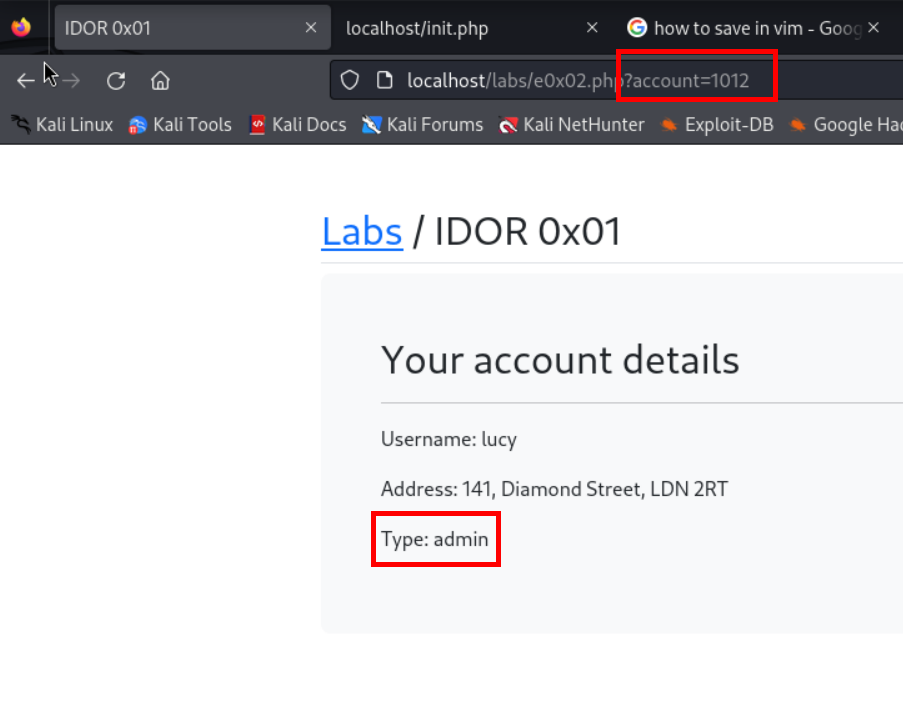 IDOR 0x01
localhost/init.php
how to save in vim - Goog
localhost/labs/e0x02.php?account=1012
Kali Linux Kali Tools Kali Docs Kali Forums Kali NetHunter Exploit-DB Google Hac
Labs / IDOR 0x01
Your account details
Username: lucy
Address: 141, Diamond Street, LDN 2RT
Type: admin